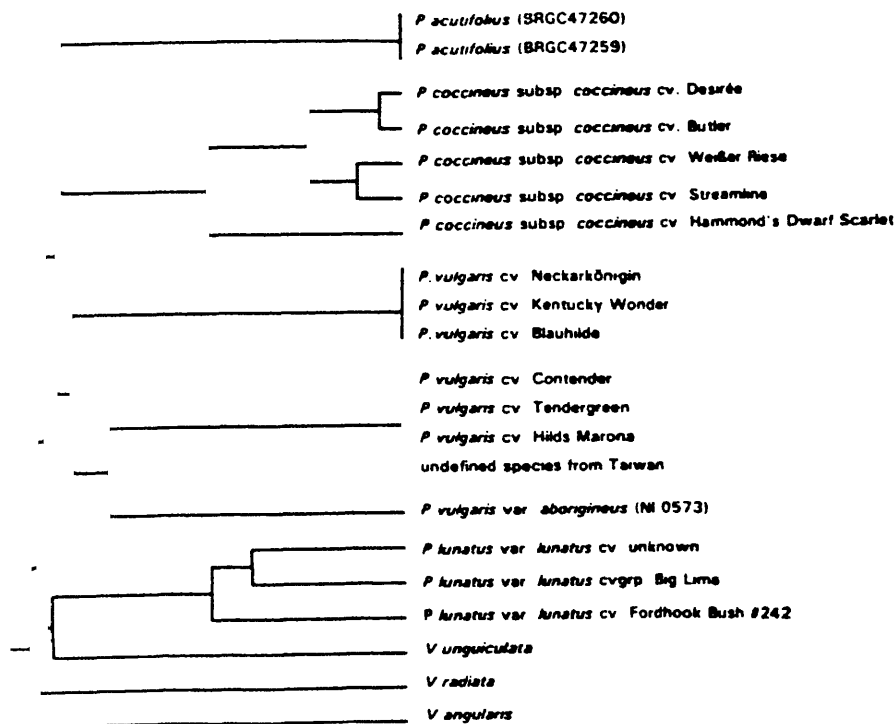 P acutifolius (BRGC47260)
P acutifolius (BRGC47259)
P coccineus subsp coccineus cv. Desirée
P coccineus subsp coccineus cv. Butler
P coccineus subsp coccineus cv Weißer Riese
P coccineus subsp coccineus cv Streamline
P coccineus subsp coccineus cv Hammond's Dwarf Scarlet
P. vulgaris cv Neckarkönigin
P vulgaris cv Kentucky Wonder
P. vulgaris cv Blauhilde
P vulgaris cv Contender
P vulgaris cv Tendergreen
P vulgaris cv Hilds Marona
undefined species from Taiwan
P vulgaris var aborigineus (NI 0573)
P lunatus var lunatus cv unknown
P lunatus var lunatus cvgrp Big Lima
P lunatus var lunatus cv Fordhook Bush #242
V unguiculata
V radiata
V angularis